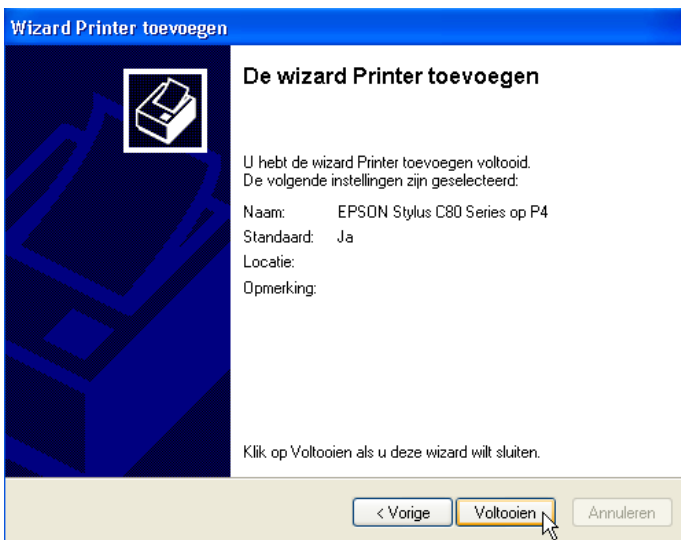 Wizard Printer toevoegen
De wizard Printer toevoegen
U hebt de wizard Printer toevoegen voltooid.
De volgende instellingen zijn geselecteerd:
Naam: EPSON Stylus C80 Series op P4
Standaard: Ja
Locatie:
Opmerking:
Klik op Voltooien als u deze wizard wilt sluiten.
< Vorige Voltooien Annuleren